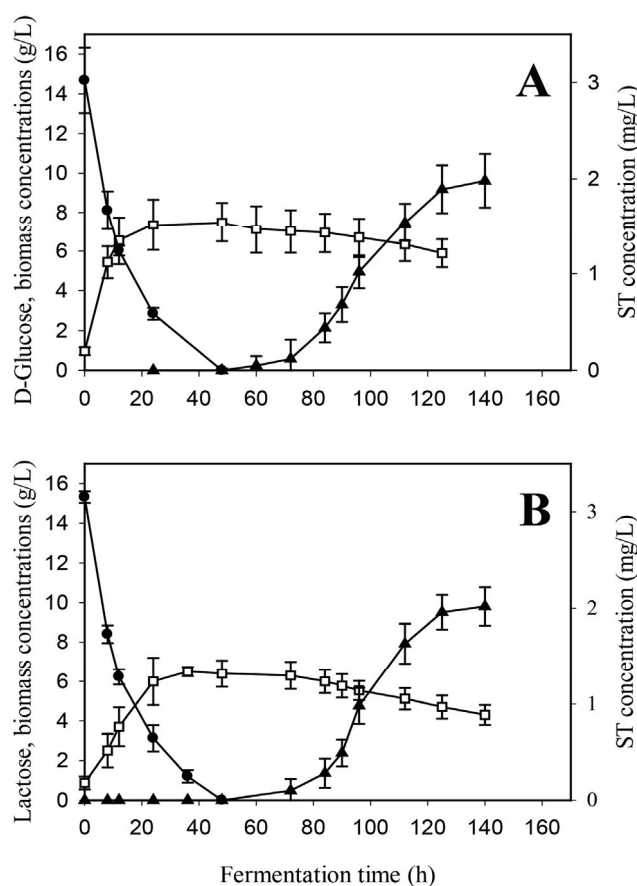 D-Glucose, biomass concentrations (g/L)
16
14
12
10
8
6
4
2
0
A
3
2
1
0
ST concentration (mg/L)
0 20 40 60 80 100 120 140 160
Lactose, biomass concentrations (g/L)
16
14
12
10
8
6
4
2
0
B
3
2
1
0
ST concentration (mg/L)
0 20 40 60 80 100 120 140 160
Fermentation time (h)